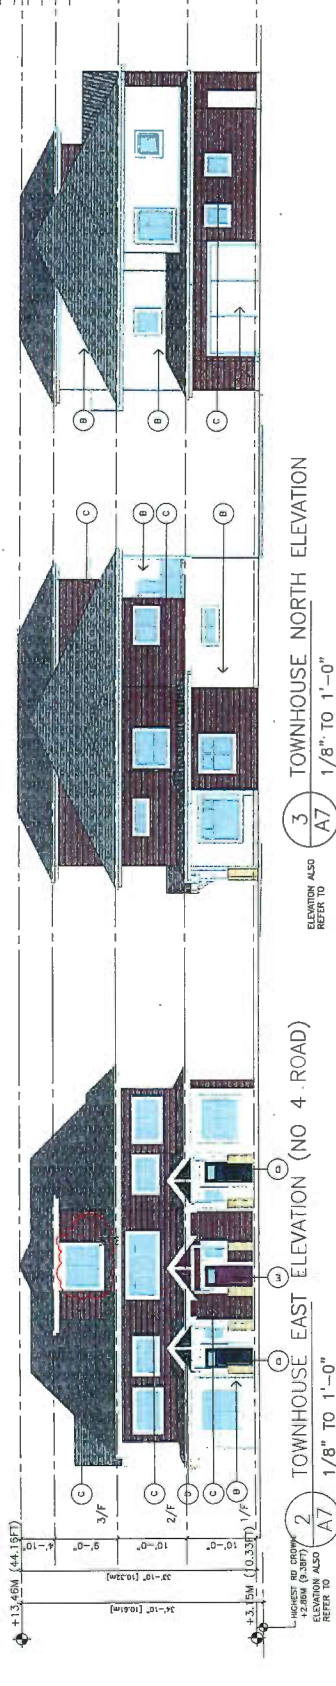 +13.46M (44.16FT)
4'-10"
9'-0"
10'-0"
10'-0"
33'-10" [10.32m]
34'-10" [10.61m]
+3.15M (10.33FT)
HIGHEST RD CROWN
+2.86M (9.38FT)
3/F
2/F
1/F
C
C
D
C
B
ELEVATION ALSO
REFER TO
2
A7
TOWNHOUSE EAST ELEVATION (NO 4 ROAD)
1/8" TO 1'-0"
C
B
C
B
ELEVATION ALSO
REFER TO
3
A7
TOWNHOUSE NORTH ELEVATION
1/8" TO 1'-0"
B
B
C